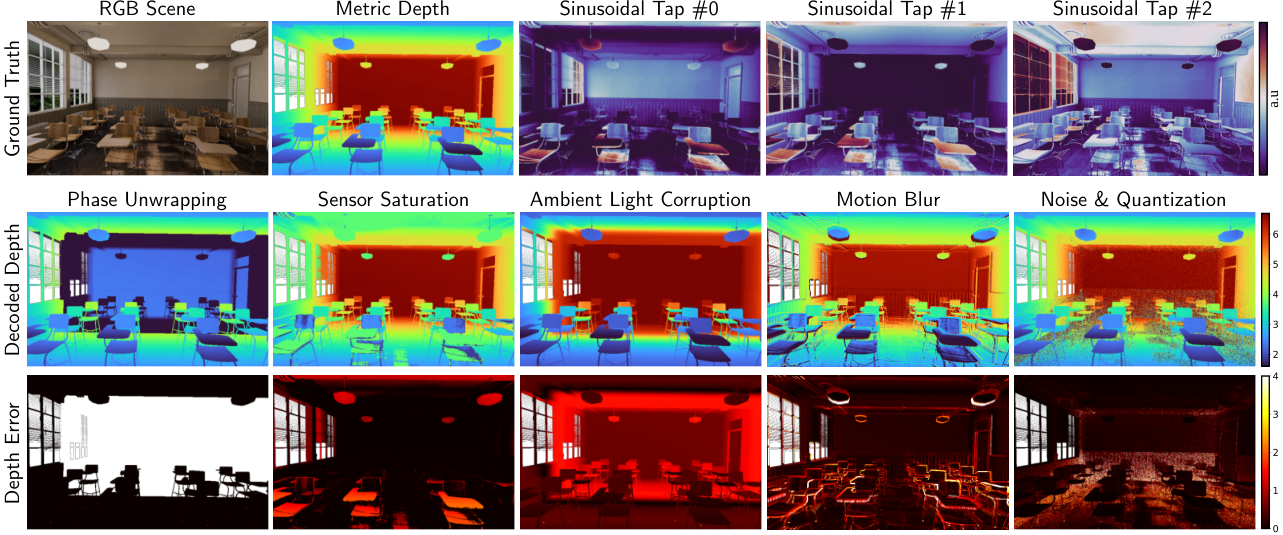 RGB Scene
Metric Depth
Sinusoidal Tap #0
Sinusoidal Tap #1
Sinusoidal Tap #2
Ground Truth
a.u
Phase Unwrapping
Sensor Saturation
Ambient Light Corruption
Motion Blur
Noise & Quantization
Decoded Depth
6
5
4
3
2
Depth Error
4
3
2
1
0